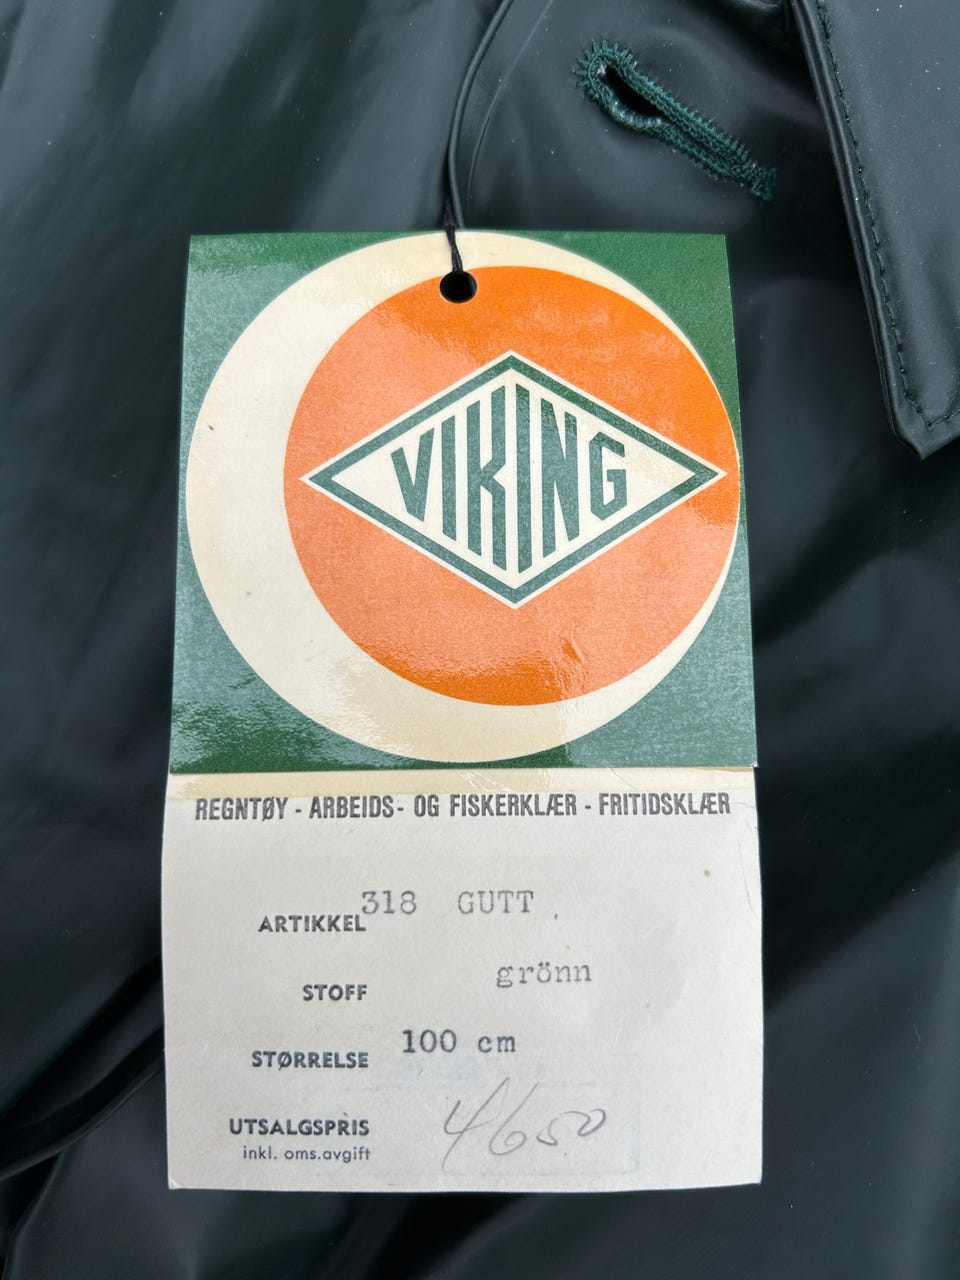 VIKING
REGNTØY - ARBEIDS- OG FISKERKLÆR - FRITIDSKLÆR
ARTIKKEL 318 GUTT
STOFF grönn
STØRRELSE 100 cm
UTSALGSPRIS 4650
inkl. oms.avgift